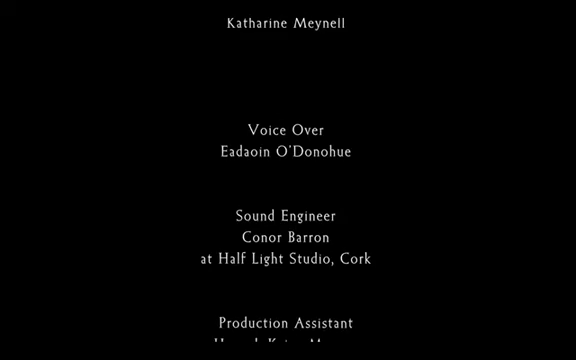 Katharine Meynell
Voice Over
Eadaoin O'Donohue
Sound Engineer
Conor Barron
at Half Light Studio, Cork
Production Assistant